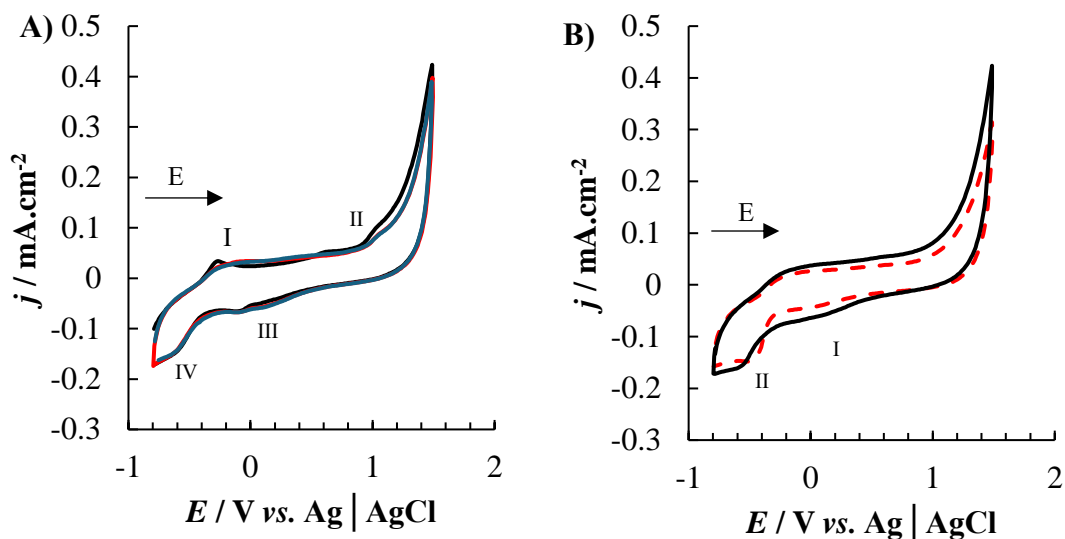 A)
0.5
0.4
0.3
0.2
0.1
0
-0.1
-0.2
-0.3
-1
0
1
2
j / mA.cm-2
E / V vs. Ag | AgCl
E
I
II
III
IV
B)
0.5
0.4
0.3
0.2
0.1
0
-0.1
-0.2
-0.3
-1
0
1
2
j / mA.cm-2
E / V vs. Ag | AgCl
E
I
II